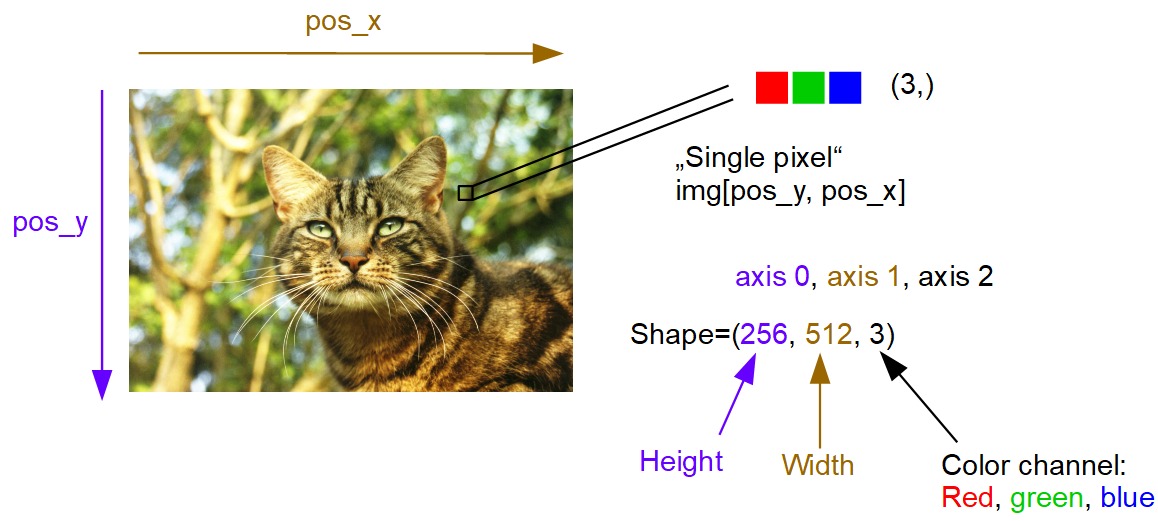 pos_x
(3,)
„Single pixel“
img[pos_y, pos_x]
pos_y
axis 0, axis 1, axis 2
Shape=(256, 512, 3)
Height
Width
Color channel:
Red, green, blue